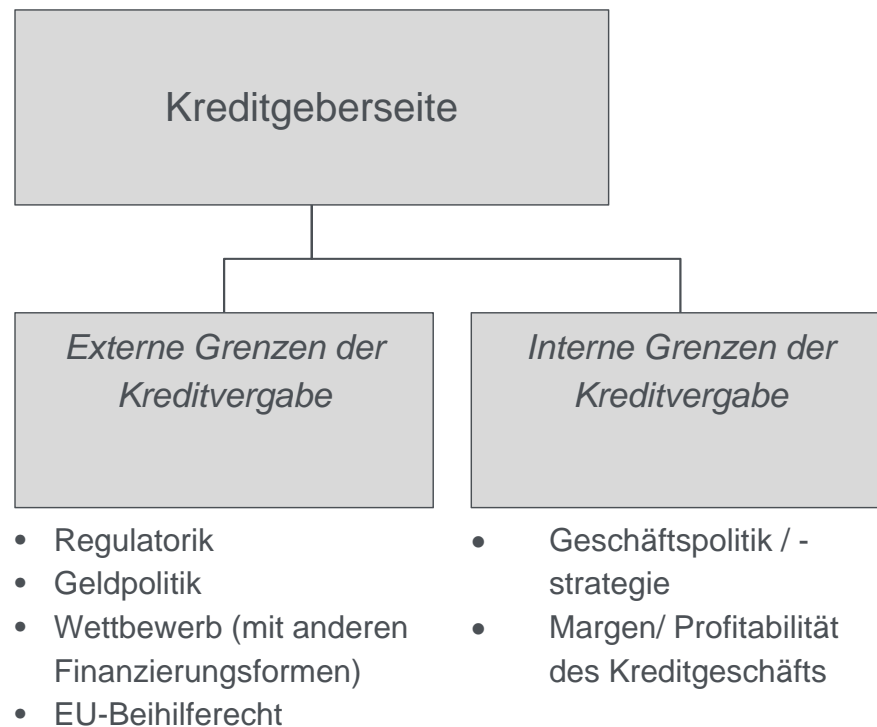 Kreditgeberseite
Externe Grenzen der
Kreditvergabe
Interne Grenzen der
Kreditvergabe
• Regulatorik
• Geldpolitik
• Wettbewerb (mit anderen
Finanzierungsformen)
• EU-Beihilferecht
• Geschäftspolitik / -
strategie
• Margen/ Profitabilität
des Kreditgeschäfts